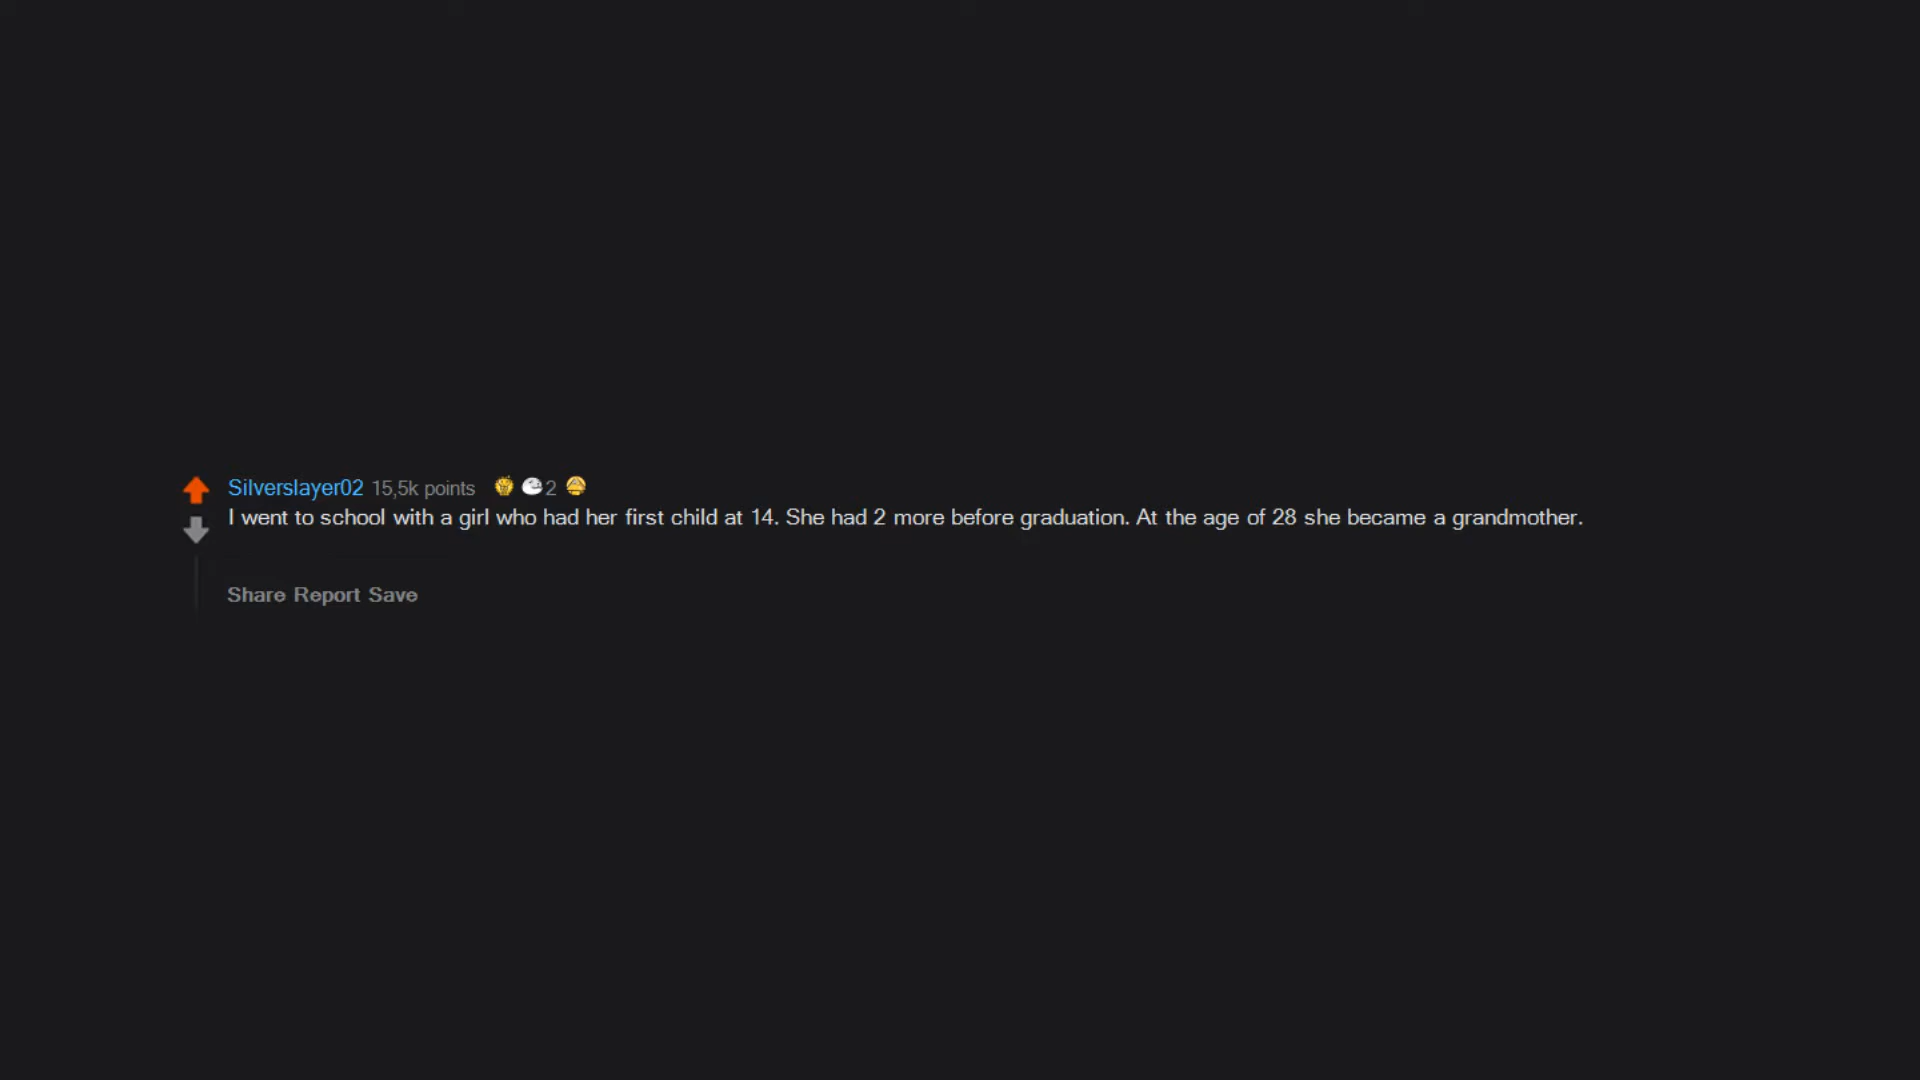 Silverslayer02 15,5k points 2
I went to school with a girl who had her first child at 14. She had 2 more before graduation. At the age of 28 she became a grandmother.
Share Report Save